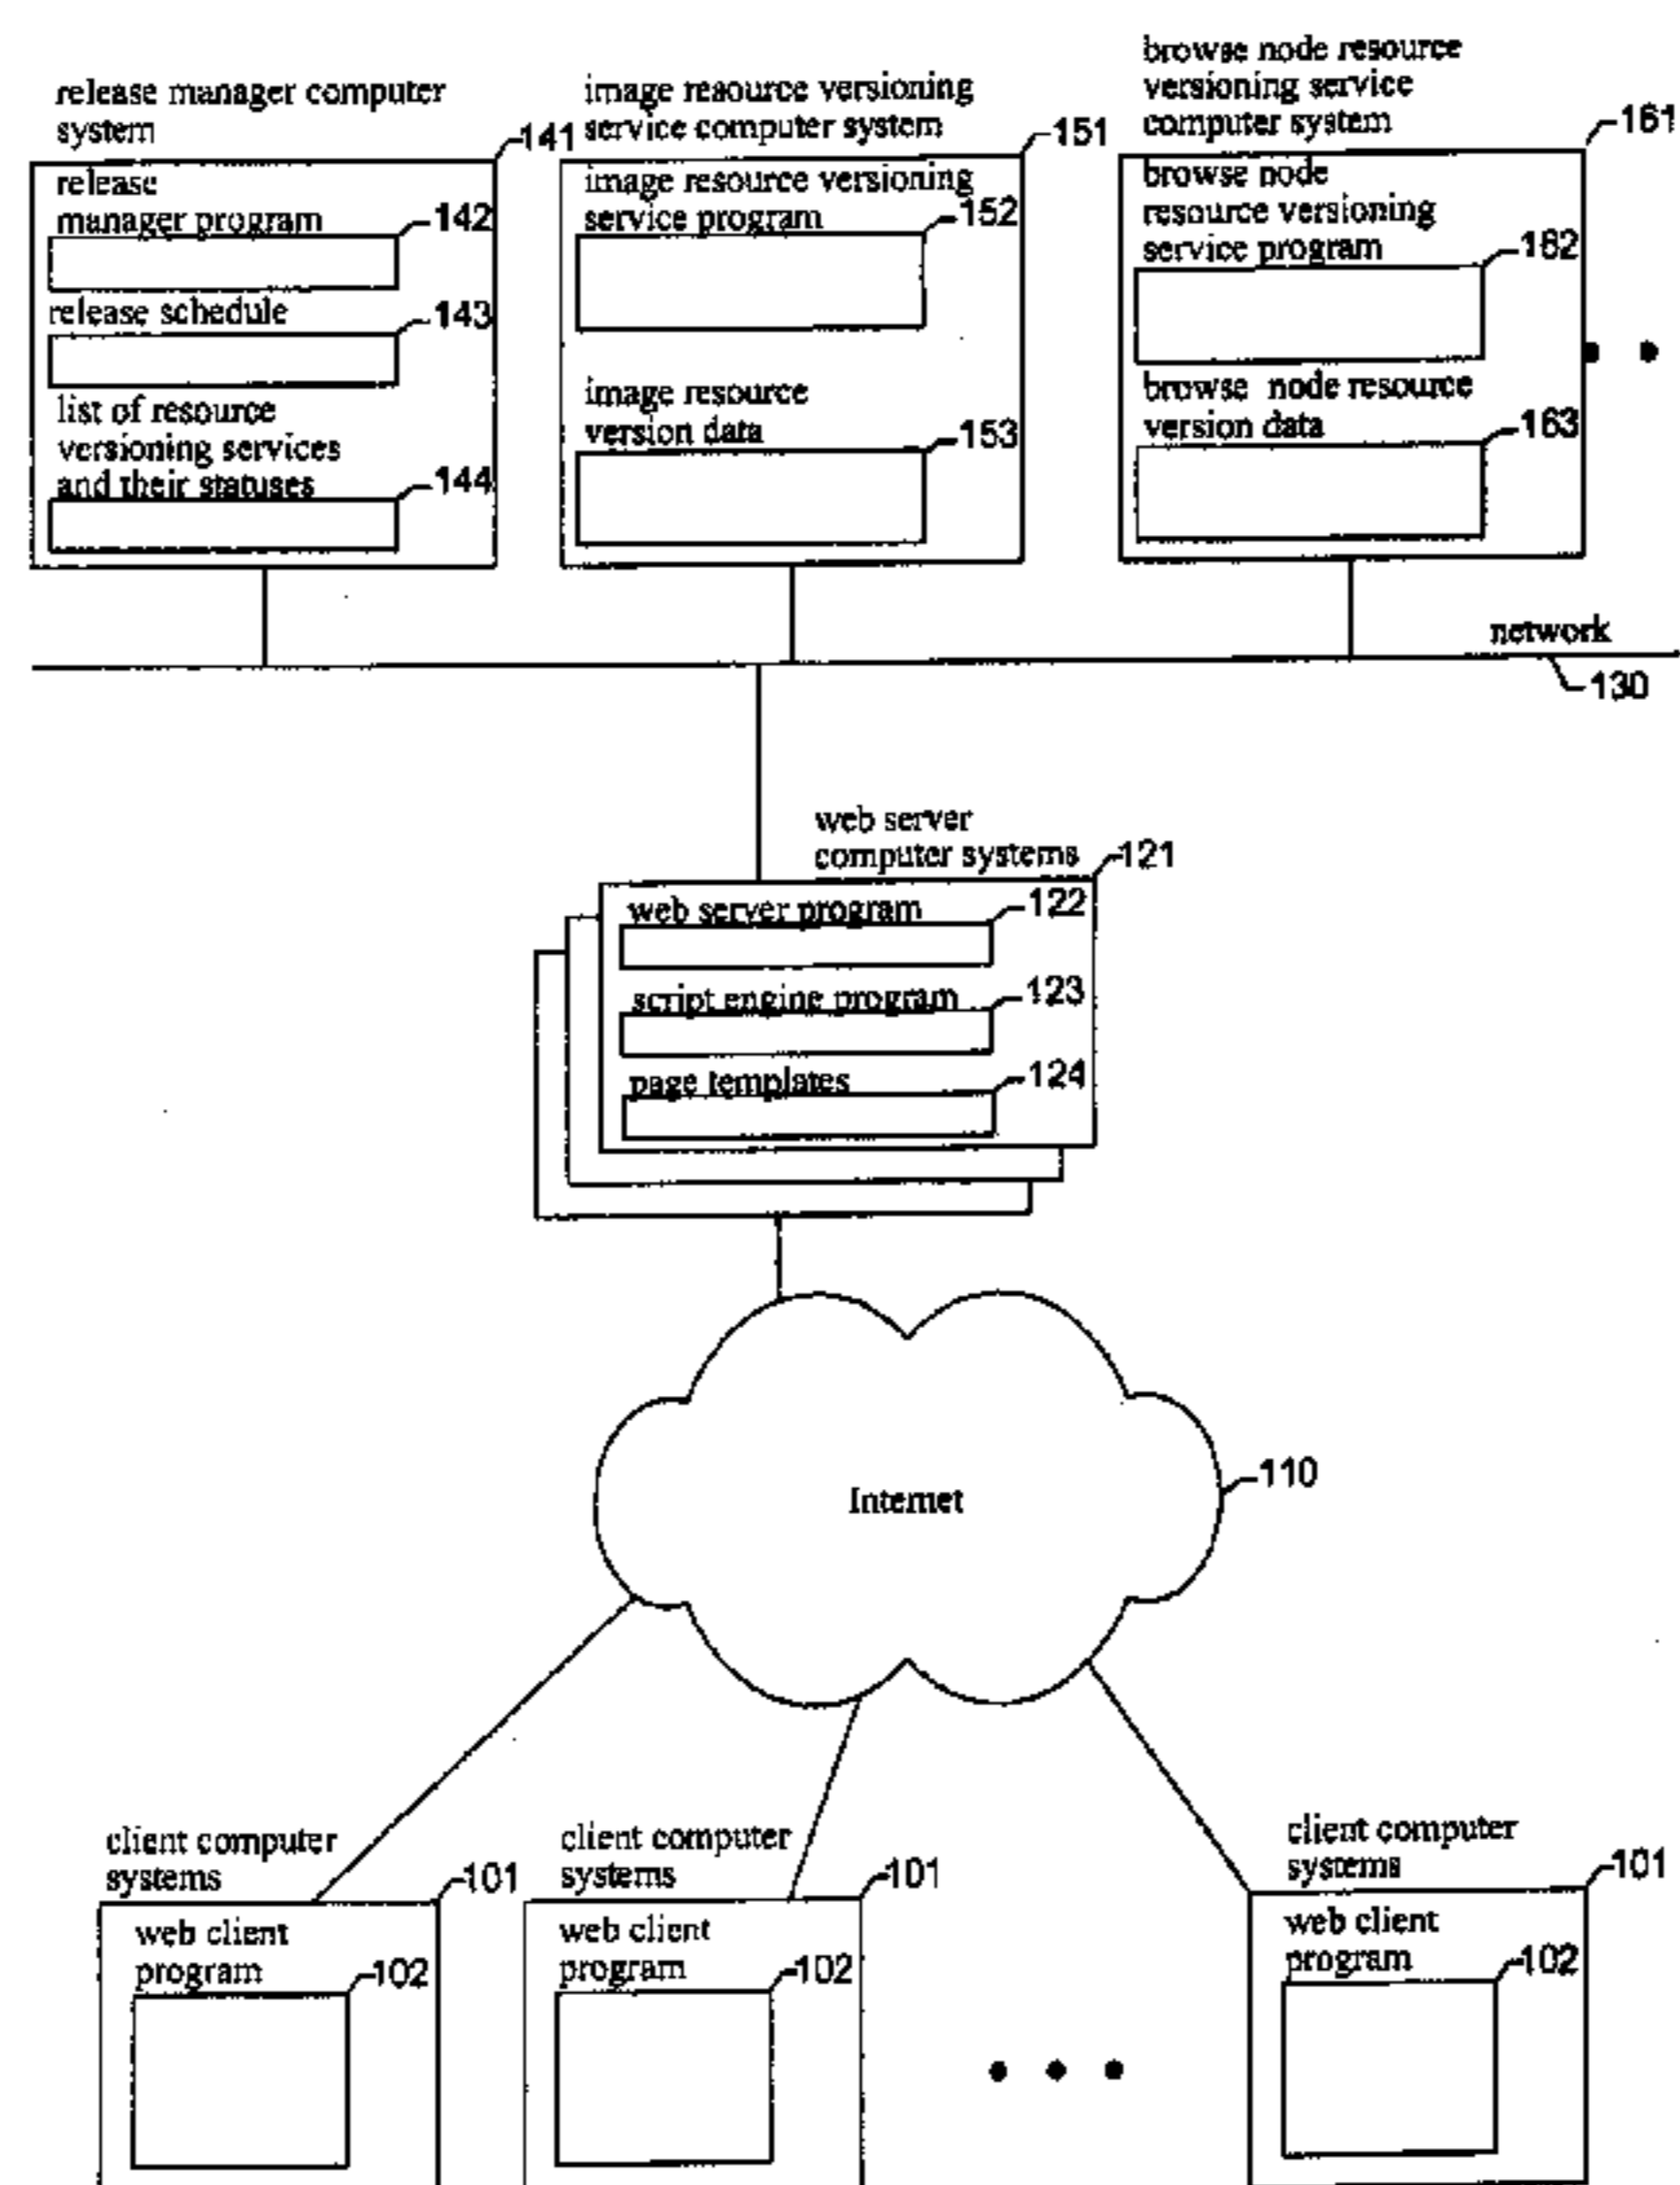 release manager computer
system
141
release
manager program
142
release schedule
143
list of resource
versioning services
and their statuses
144
image resource versioning
service computer system
151
image resource versioning
service program
152
image resource
version data
153
browse node resource
versioning service
computer system
161
browse node
resource versioning
service program
162
browse node resource
version data
163
network
130
web server
computer systems
121
web server program
122
script engine program
123
page templates
124
Internet
110
client computer
systems
101
web client
program
102
client computer
systems
101
web client
program
102
client computer
systems
101
web client
program
102